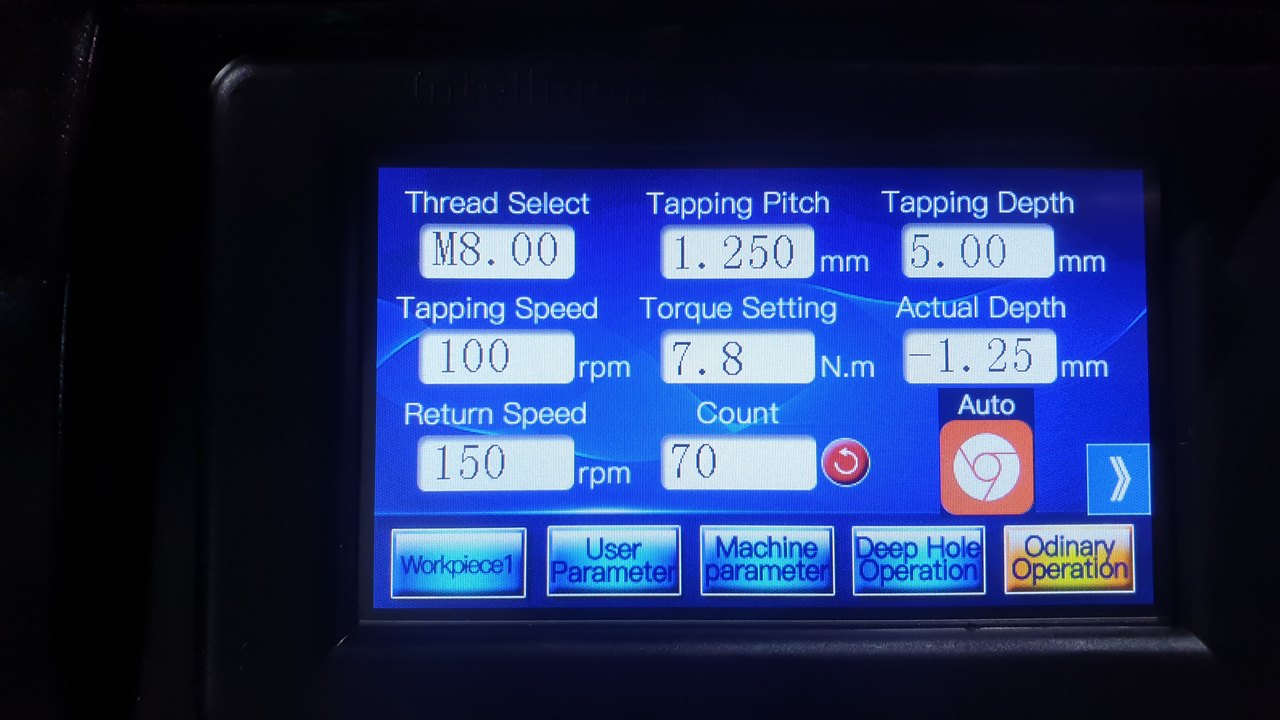 Thread Select Tapping Pitch Tapping Depth
M8.00 1.250 mm 5.00 mm
Tapping Speed Torque Setting Actual Depth
100 rpm 7.8 N.m -1.25 mm
Return Speed Count Auto
150 rpm 70
Workpiece1
User
Parameter
Machine
parameter
Deep Hole
Operation
Odinary
Operation